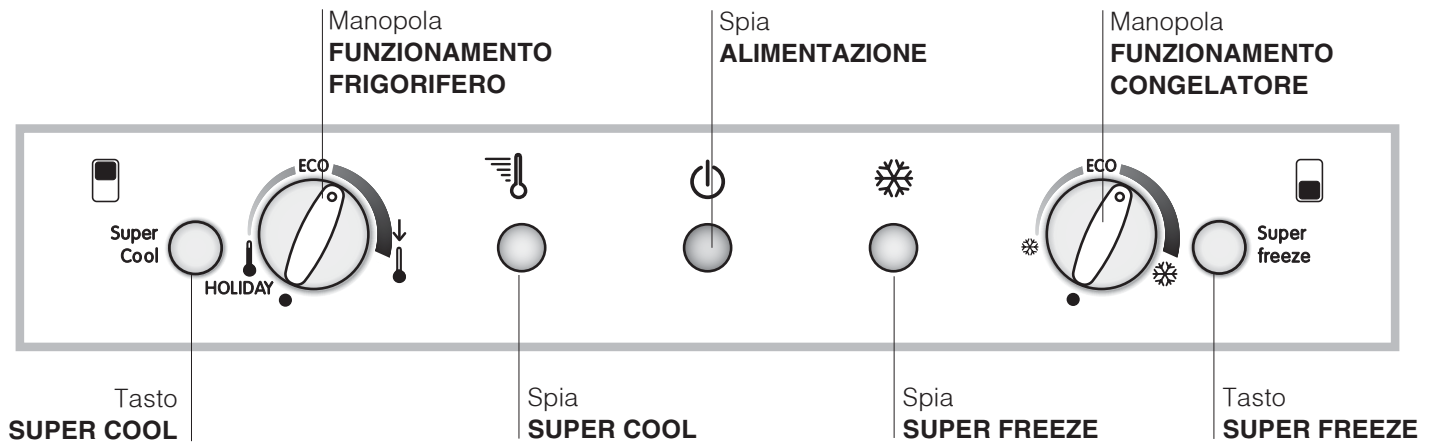 Manopola
FUNZIONAMENTO
FRIGORIFERO
Spia
ALIMENTAZIONE
Manopola
FUNZIONAMENTO
CONGELATORE
Super
Cool
ECO
HOLIDAY
ECO
Super
freeze
Tasto
SUPER COOL
Spia
SUPER COOL
Spia
SUPER FREEZE
Tasto
SUPER FREEZE